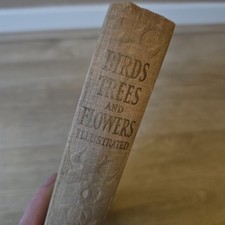 BIRDS
TREES
AND
FLOWERS
ILLUSTRATED